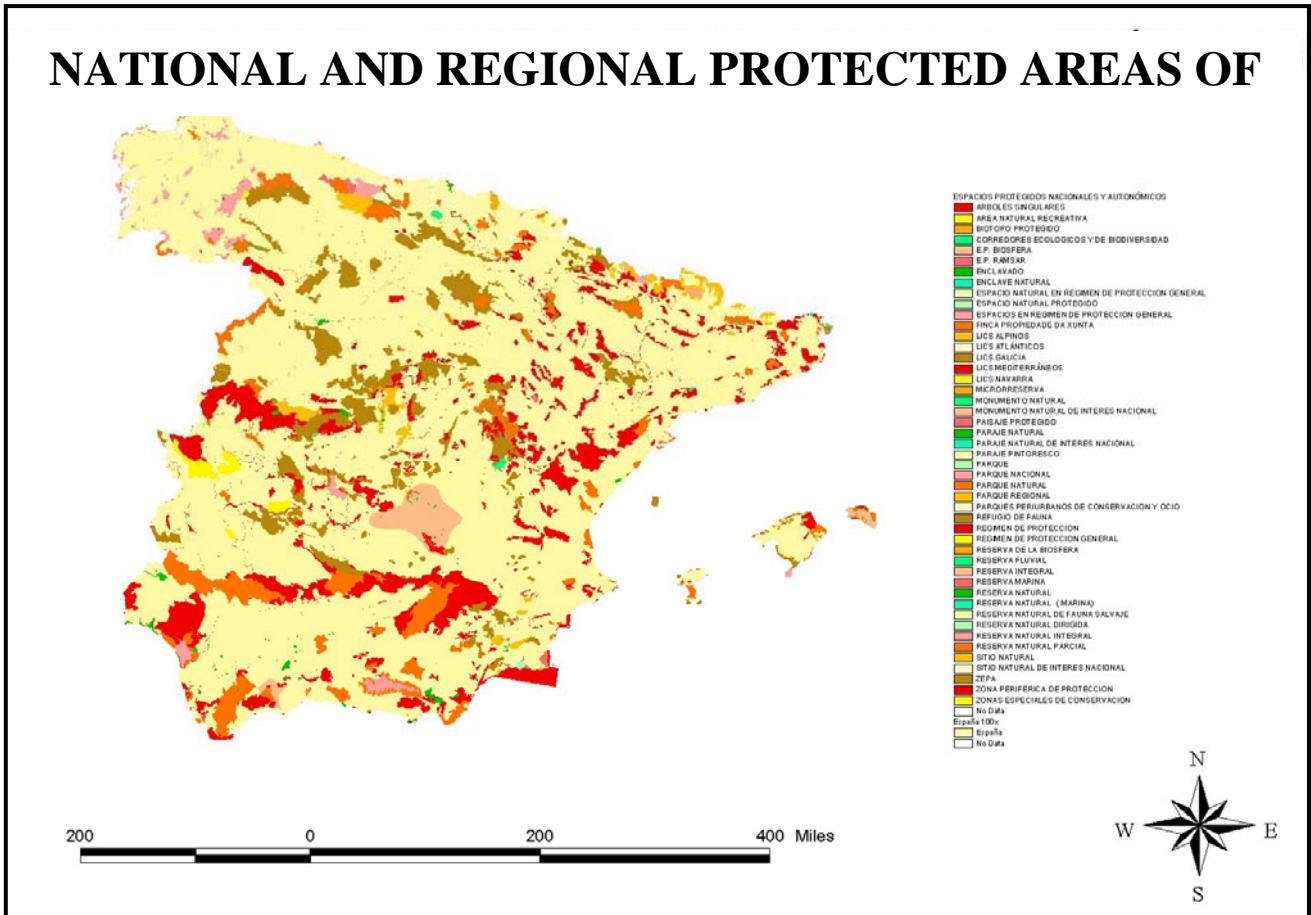 NATIONAL AND REGIONAL PROTECTED AREAS OF
ESPACIOS PROTEGIDOS NACIONALES Y AUTONÓMICOS
ARBOLES SINGULARES
AREA NATURAL RECREATIVA
BIOTOPO PROTEGIDO
CORREDORES ECOLOGICOS Y DE BIODIVERSIDAD
E.P. BIOSFERA
E.P. RAMSAR
ENCLAVADO
ENCLAVE NATURAL
ESPACIO NATURAL EN REGIMEN DE PROTECCION GENERAL
ESPACIO NATURAL PROTEGIDO
ESPACIOS EN REGIMEN DE PROTECCION GENERAL
FINCA PROPIEDADE DA XUNTA
LICS ALPINOS
LICS ATLÁNTICOS
LICS GALICIA
LICS MEDITERRÁNEOS
LICS NAVARRA
MICRORRESERVA
MONUMENTO NATURAL
MONUMENTO NATURAL DE INTERES NACIONAL
PAISAJE PROTEGIDO
PARAJE NATURAL
PARAJE NATURAL DE INTERES NACIONAL
PARAJE PINTORESCO
PARQUE
PARQUE NACIONAL
PARQUE NATURAL
PARQUE REGIONAL
PARQUES PERIURBANOS DE CONSERVACION Y OCIO
REFUGIO DE FAUNA
REGIMEN DE PROTECCION
REGIMEN DE PROTECCION GENERAL
RESERVA DE LA BIOSFERA
RESERVA FLUVIAL
RESERVA INTEGRAL
RESERVA MARINA
RESERVA NATURAL
RESERVA NATURAL (MARINA)
RESERVA NATURAL DE FAUNA SALVAJE
RESERVA NATURAL DIRIGIDA
RESERVA NATURAL INTEGRAL
RESERVA NATURAL PARCIAL
SITIO NATURAL
SITIO NATURAL DE INTERES NACIONAL
ZEPA
ZONA PERIFERICA DE PROTECCION
ZONAS ESPECIALES DE CONSERVACION
No Data
España 100x
España
No Data
N
W E
S
200 0 200 400 Miles